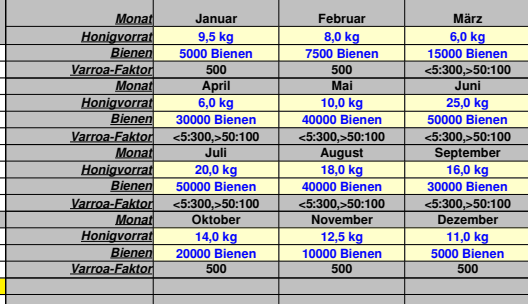 Monat Januar Februar März
Honigvorrat 9,5 kg 8,0 kg 6,0 kg
Bienen 5000 Bienen 7500 Bienen 15000 Bienen
Varroa-Faktor 500 500 <5:300,>50:100
Monat April Mai Juni
Honigvorrat 6,0 kg 10,0 kg 25,0 kg
Bienen 30000 Bienen 40000 Bienen 50000 Bienen
Varroa-Faktor <5:300,>50:100 <5:300,>50:100 <5:300,>50:100
Monat Juli August September
Honigvorrat 20,0 kg 18,0 kg 16,0 kg
Bienen 50000 Bienen 40000 Bienen 30000 Bienen
Varroa-Faktor <5:300,>50:100 <5:300,>50:100 <5:300,>50:100
Monat Oktober November Dezember
Honigvorrat 14,0 kg 12,5 kg 11,0 kg
Bienen 20000 Bienen 10000 Bienen 5000 Bienen
Varroa-Faktor 500 500 500